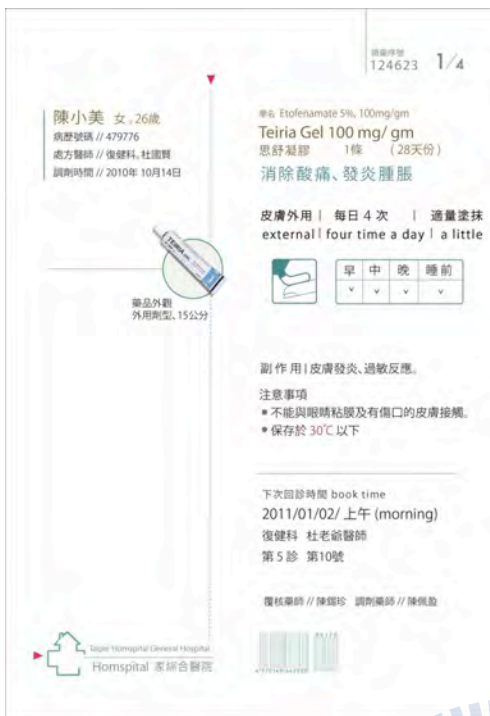 領藥序號
124623 1/4
陳小美 女。26歲
病歷號碼 // 479776
處方醫師 // 復健科。杜國賢
調劑時間 // 2010年 10月14日
TEIRIA GEL
藥品外觀
外用劑型、15公分
學名 Etofenamate 5%, 100mg/gm
Teiria Gel 100 mg/ gm
思舒凝膠 1條 (28天份)
消除酸痛、發炎腫脹
皮膚外用 | 每日 4 次 | 適量塗抹
external | four time a day | a little
早 中 晚 睡前
v v v v
副 作 用 | 皮膚發炎、過敏反應。
注意事項
* 不能與眼睛粘膜及有傷口的皮膚接觸。
* 保存於 30℃ 以下
下次回診時間 book time
2011/01/02/ 上午 (morning)
復健科 杜老爺醫師
第 5 診 第10號
覆核藥師 // 陳鍚珍 調劑藥師 // 陳佩盈
Taipei Homspital General Hospital
Homspital 家綜合醫院